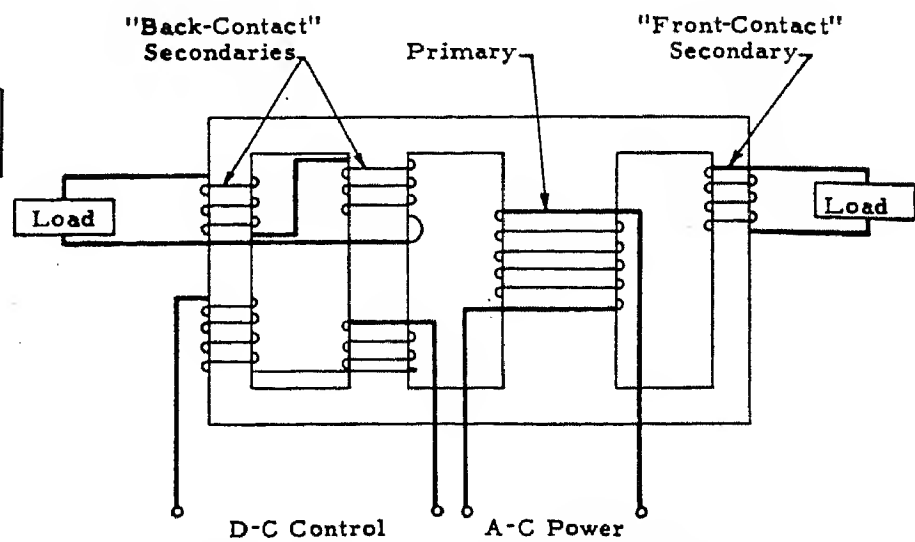 "Back-Contact"
Secondaries
Primary
"Front-Contact"
Secondary
Load
Load
D-C Control
A-C Power